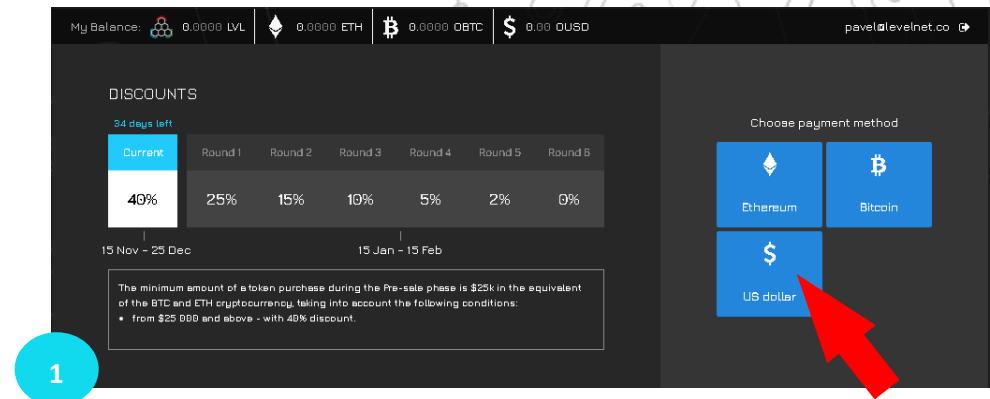 My Balance: 0.0000 LVL 0.0000 ETH 0.0000 0BTC $ 0.00 0USD pavel@levelnet.co
DISCOUNTS
34 days left
Current Round 1 Round 2 Round 3 Round 4 Round 5 Round 6
40% 25% 15% 10% 5% 2% 0%
15 Nov - 25 Dec 15 Jan - 15 Feb
The minimum amount of a token purchase during the Pre-sale phase is $25k in the equivalent
of the BTC and ETH cryptocurrency, taking into account the following conditions:
• from $25 000 and above - with 40% discount.
Choose payment method
Ethereum Bitcoin
$
US dollar
1